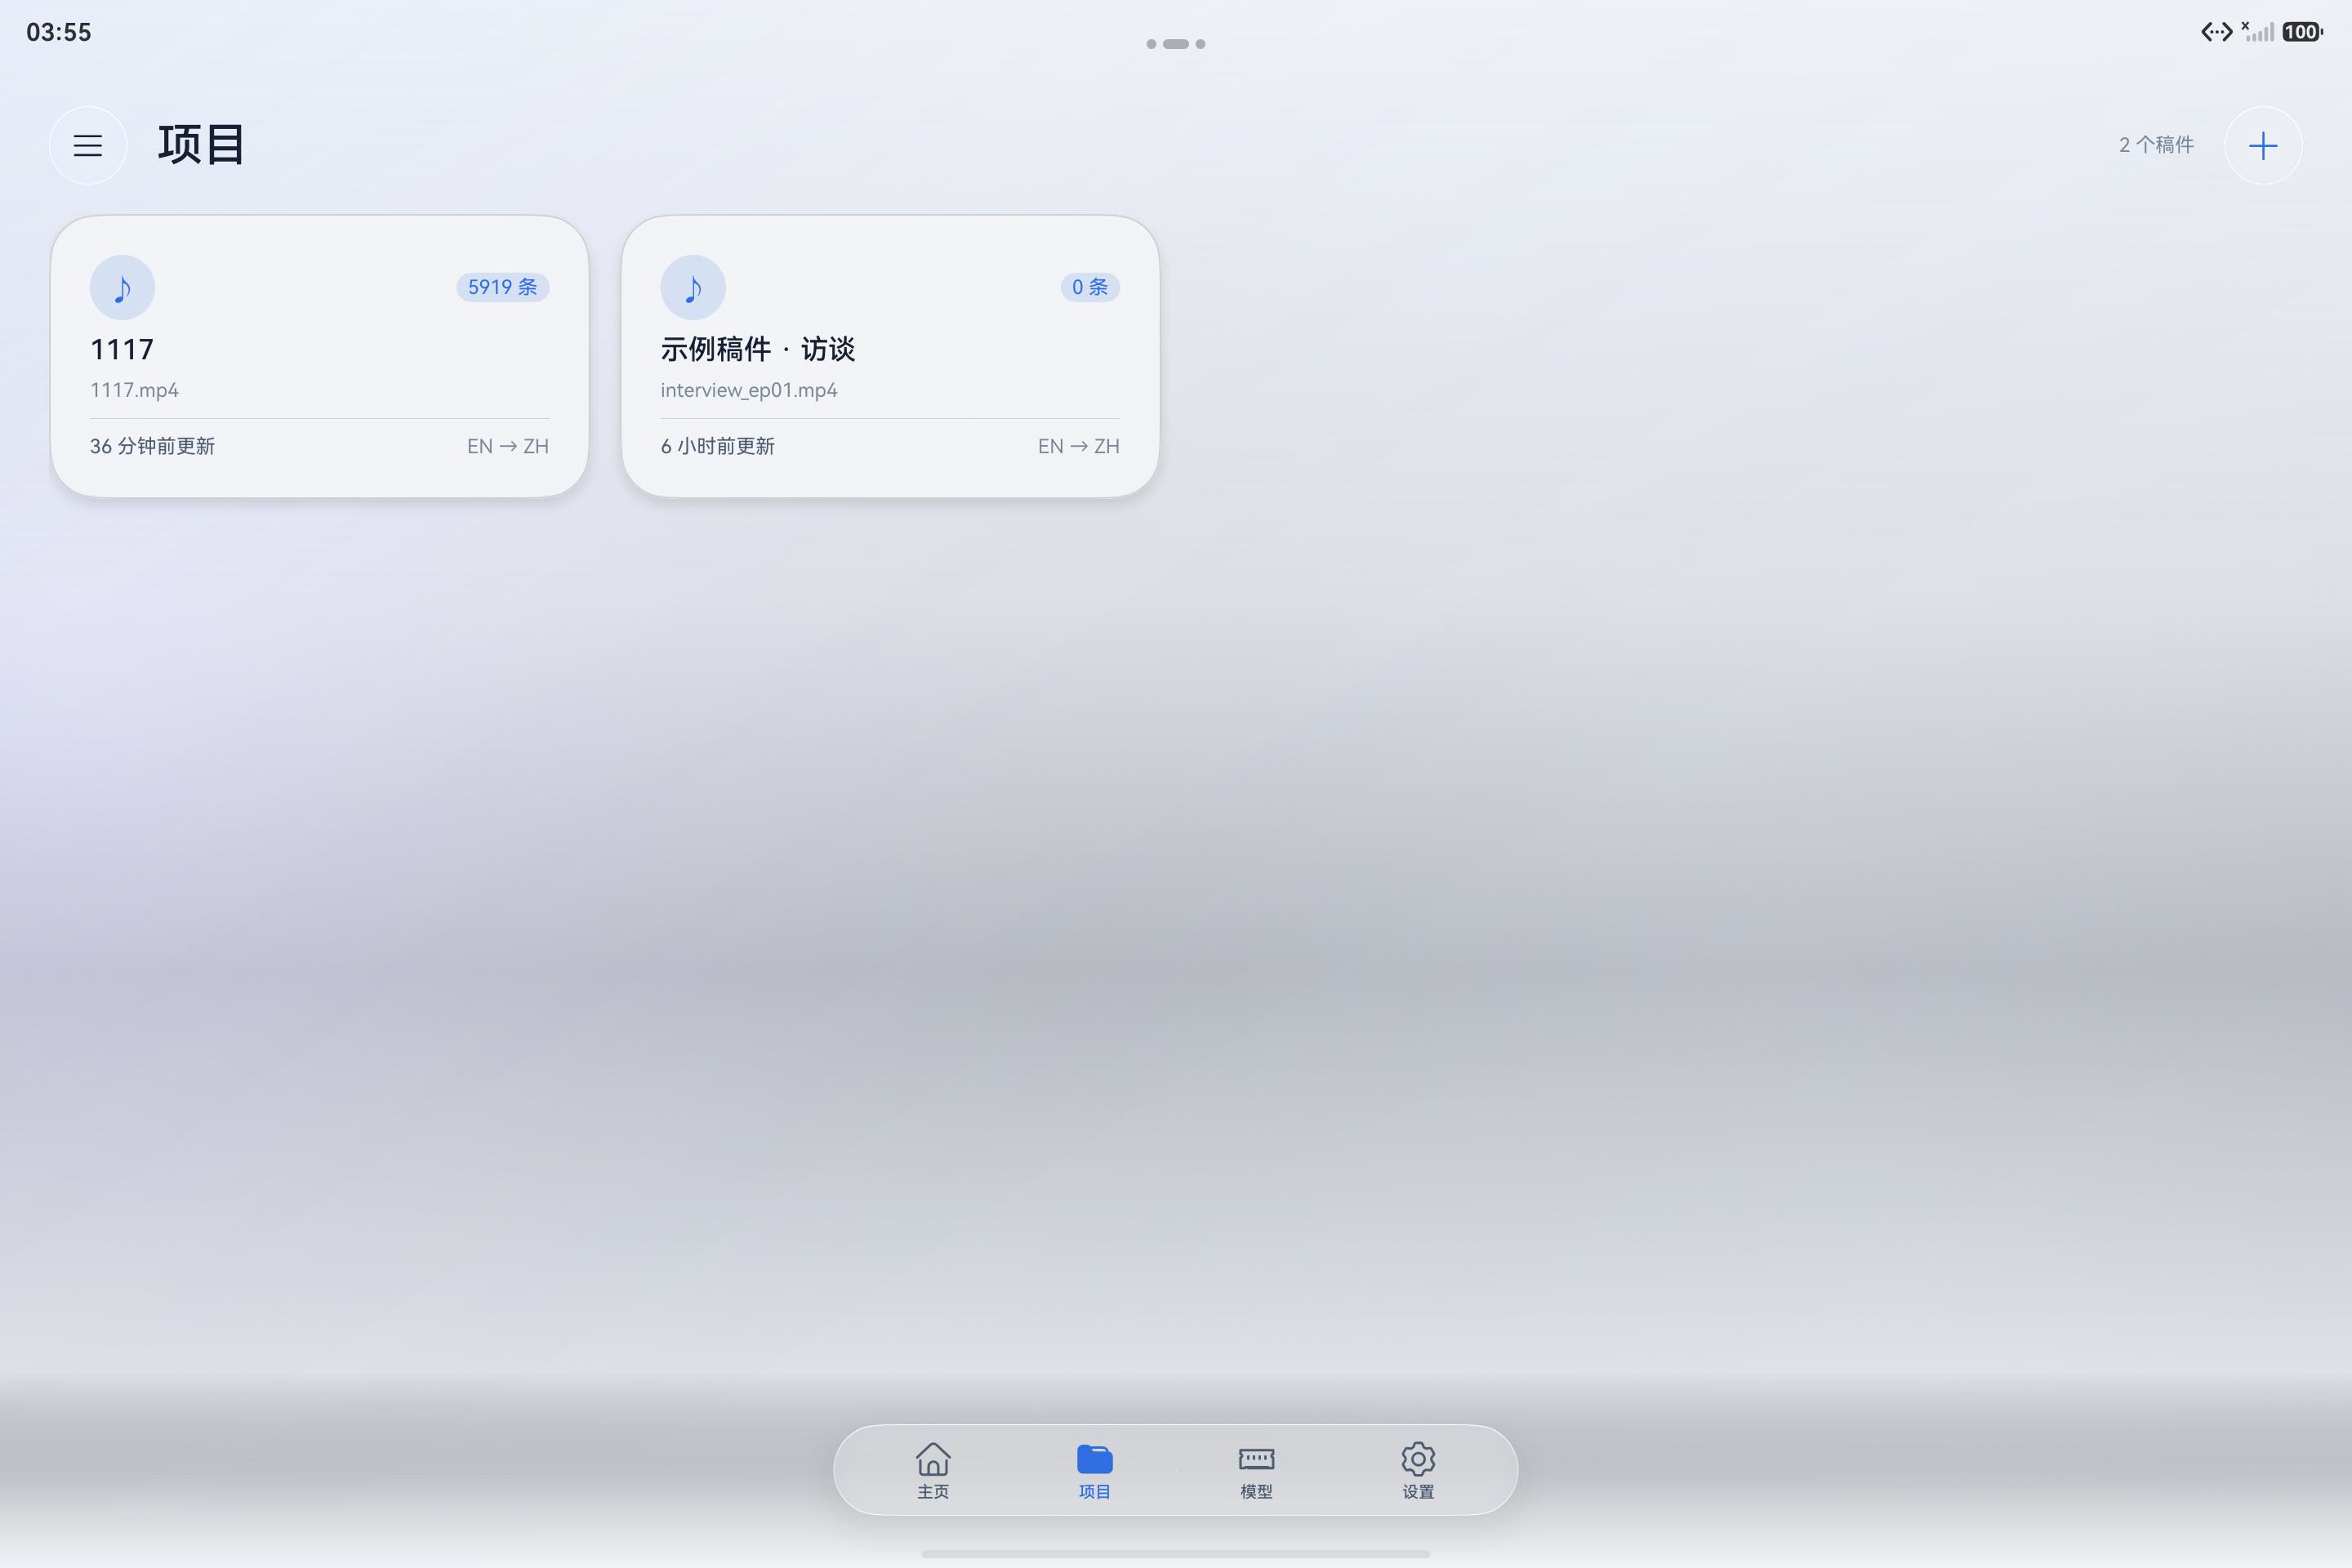 03:55
100
项目
2 个稿件
5919 条
1117
1117.mp4
36 分钟前更新
EN → ZH
0 条
示例稿件 · 访谈
interview_ep01.mp4
6 小时前更新
EN → ZH
主页
项目
模型
设置